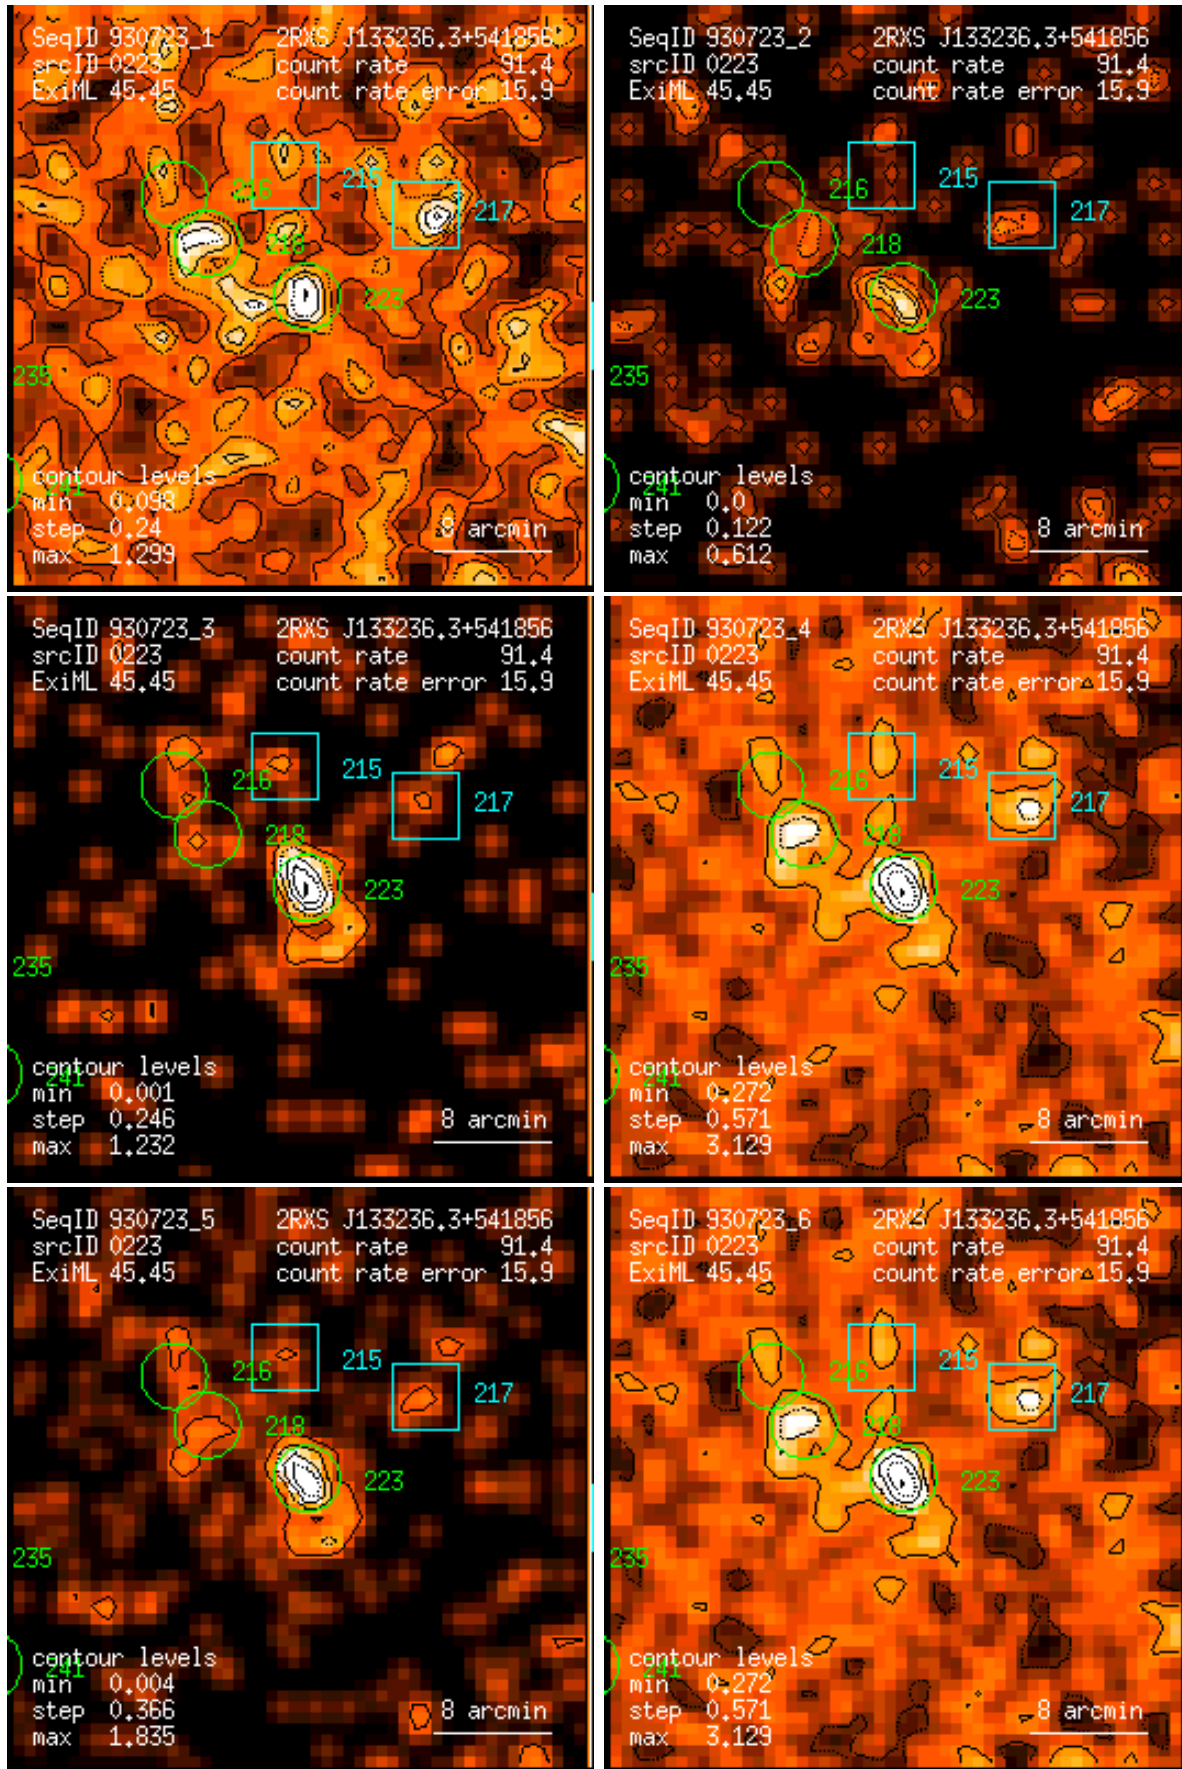 SeqID 930723_1 2RXS J133236.3+541856
srcID 0223 count rate 91.4
ExiML 45.45 count rate error 15.9
216
215
217
218
223
235
contour levels
241
min 0.098
step 0.24 8 arcmin
max 1.299
SeqID 930723_2 2RXS J133236.3+541856
srcID 0223 count rate 91.4
ExiML 45.45 count rate error 15.9
216
215
217
218
223
235
contour levels
241
min 0.0
step 0.122 8 arcmin
max 0.612
SeqID 930723_3 2RXS J133236.3+541856
srcID 0223 count rate 91.4
ExiML 45.45 count rate error 15.9
216
215
217
218
223
235
contour levels
241
min 0.001
step 0.246 8 arcmin
max 1.232
SeqID 930723_4 2RXS J133236.3+541856
srcID 0223 count rate 91.4
ExiML 45.45 count rate error 15.9
216
215
217
218
223
235
contour levels
241
min 0.272
step 0.571 8 arcmin
max 3.129
SeqID 930723_5 2RXS J133236.3+541856
srcID 0223 count rate 91.4
ExiML 45.45 count rate error 15.9
216
215
217
218
223
235
contour levels
241
min 0.004
step 0.366 8 arcmin
max 1.835
SeqID 930723_6 2RXS J133236.3+541856
srcID 0223 count rate 91.4
ExiML 45.45 count rate error 15.9
216
215
217
218
223
235
contour levels
241
min 0.272
step 0.571 8 arcmin
max 3.129